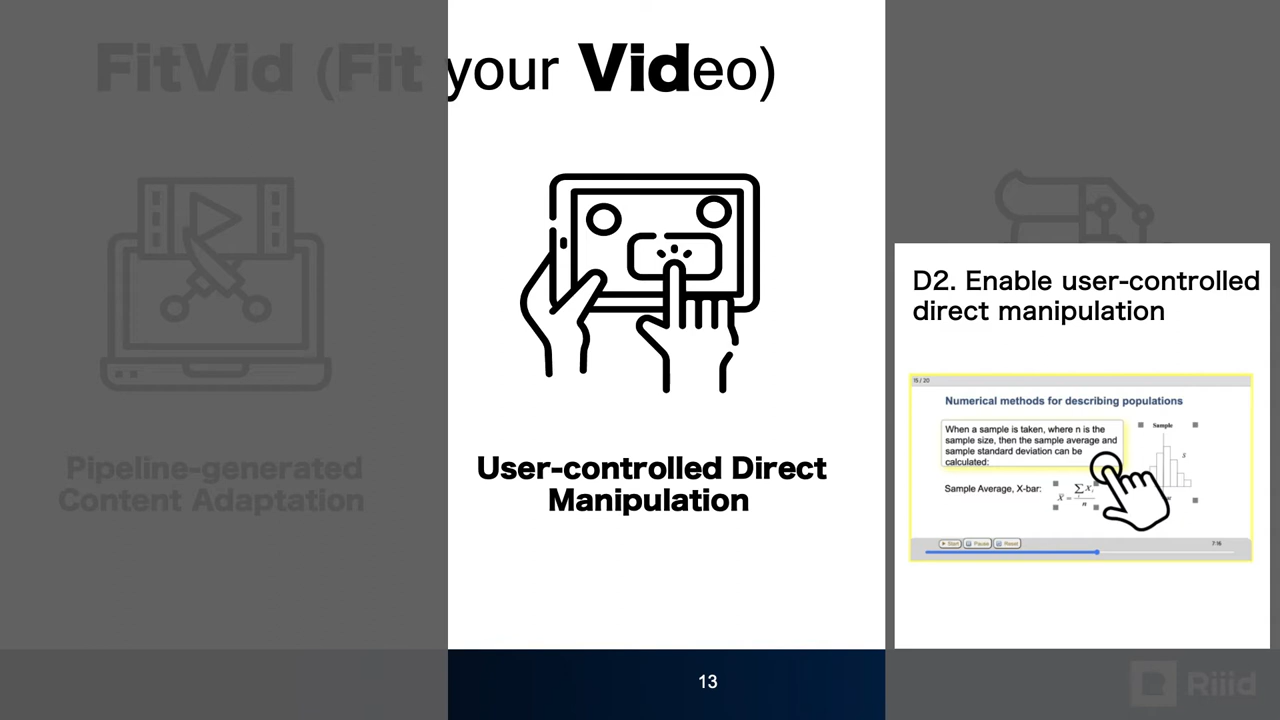 FitVid (Fit your Video)
Pipeline-generated
Content Adaptation
User-controlled Direct
Manipulation
D2. Enable user-controlled
direct manipulation
15 / 20
Numerical methods for describing populations
When a sample is taken, where n is the
sample size, then the sample average and
sample standard deviation can be
calculated:
Sample
S
Sample Average, X-bar:
X̄ = ∑ X
n
Start Pause Reset
7:16
13
Riiid